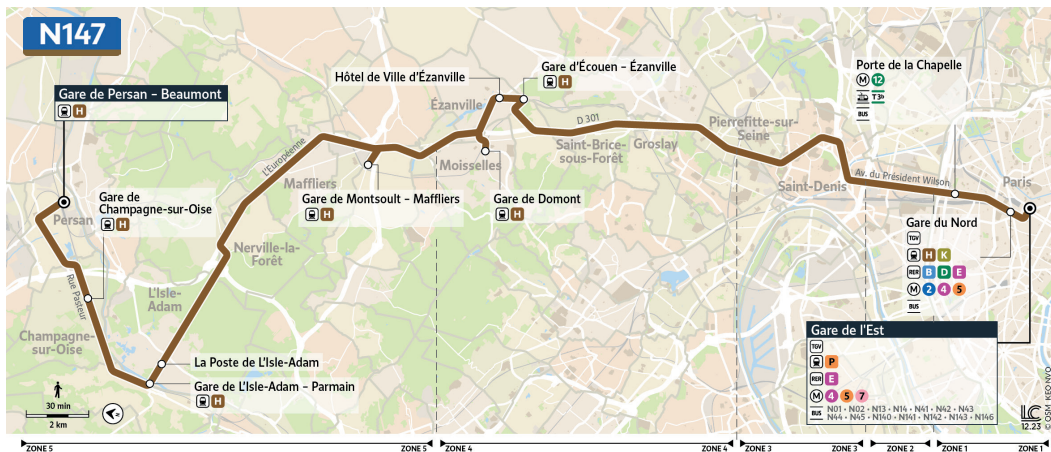 N147
Gare de Persan – Beaumont
H
Persan
Gare de
Champagne-sur-Oise
H
Rue Pasteur
Champagne-
sur-Oise
L'Isle-
Adam
La Poste de L'Isle-Adam
Gare de L'Isle-Adam – Parmain
H
Nerville-la-
Forêt
L'Européenne
Maffliers
Gare de Montsoult – Maffliers
H
Hôtel de Ville d'Ézanville
Ézanville
Gare d'Écouen – Ézanville
H
Moisselles
Gare de Domont
H
D 301
Saint-Brice-
sous-Forêt
Groslay
Pierrefitte-sur-
Seine
Saint-Denis
Av. du Président Wilson
Porte de la Chapelle
M 12
T3b
BUS
Paris
Gare du Nord
TGV
H K
RER B D E
M 2 4 5
BUS
Gare de l'Est
TGV
P
RER E
M 4 5 7
BUS N01 • N02 • N13 • N14 • N41 • N42 • N43
N44 • N45 • N140 • N141 • N142 • N143 • N146
30 min
2 km
N
LC
12.23
© OSM, KEO NVO
ZONE 5 ZONE 5 ZONE 4 ZONE 4 ZONE 3 ZONE 3 ZONE 2 ZONE 1 ZONE 1